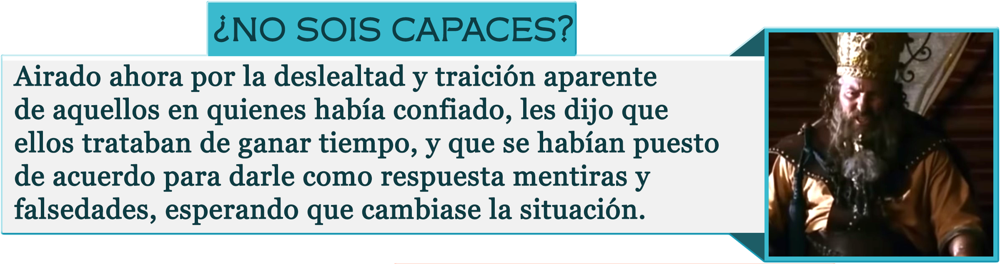 ¿NO SOIS CAPACES?
Airado ahora por la deslealtad y traición aparente
de aquellos en quienes había confiado, les dijo que
ellos trataban de ganar tiempo, y que se habían puesto
de acuerdo para darle como respuesta mentiras y
falsedades, esperando que cambiase la situación.